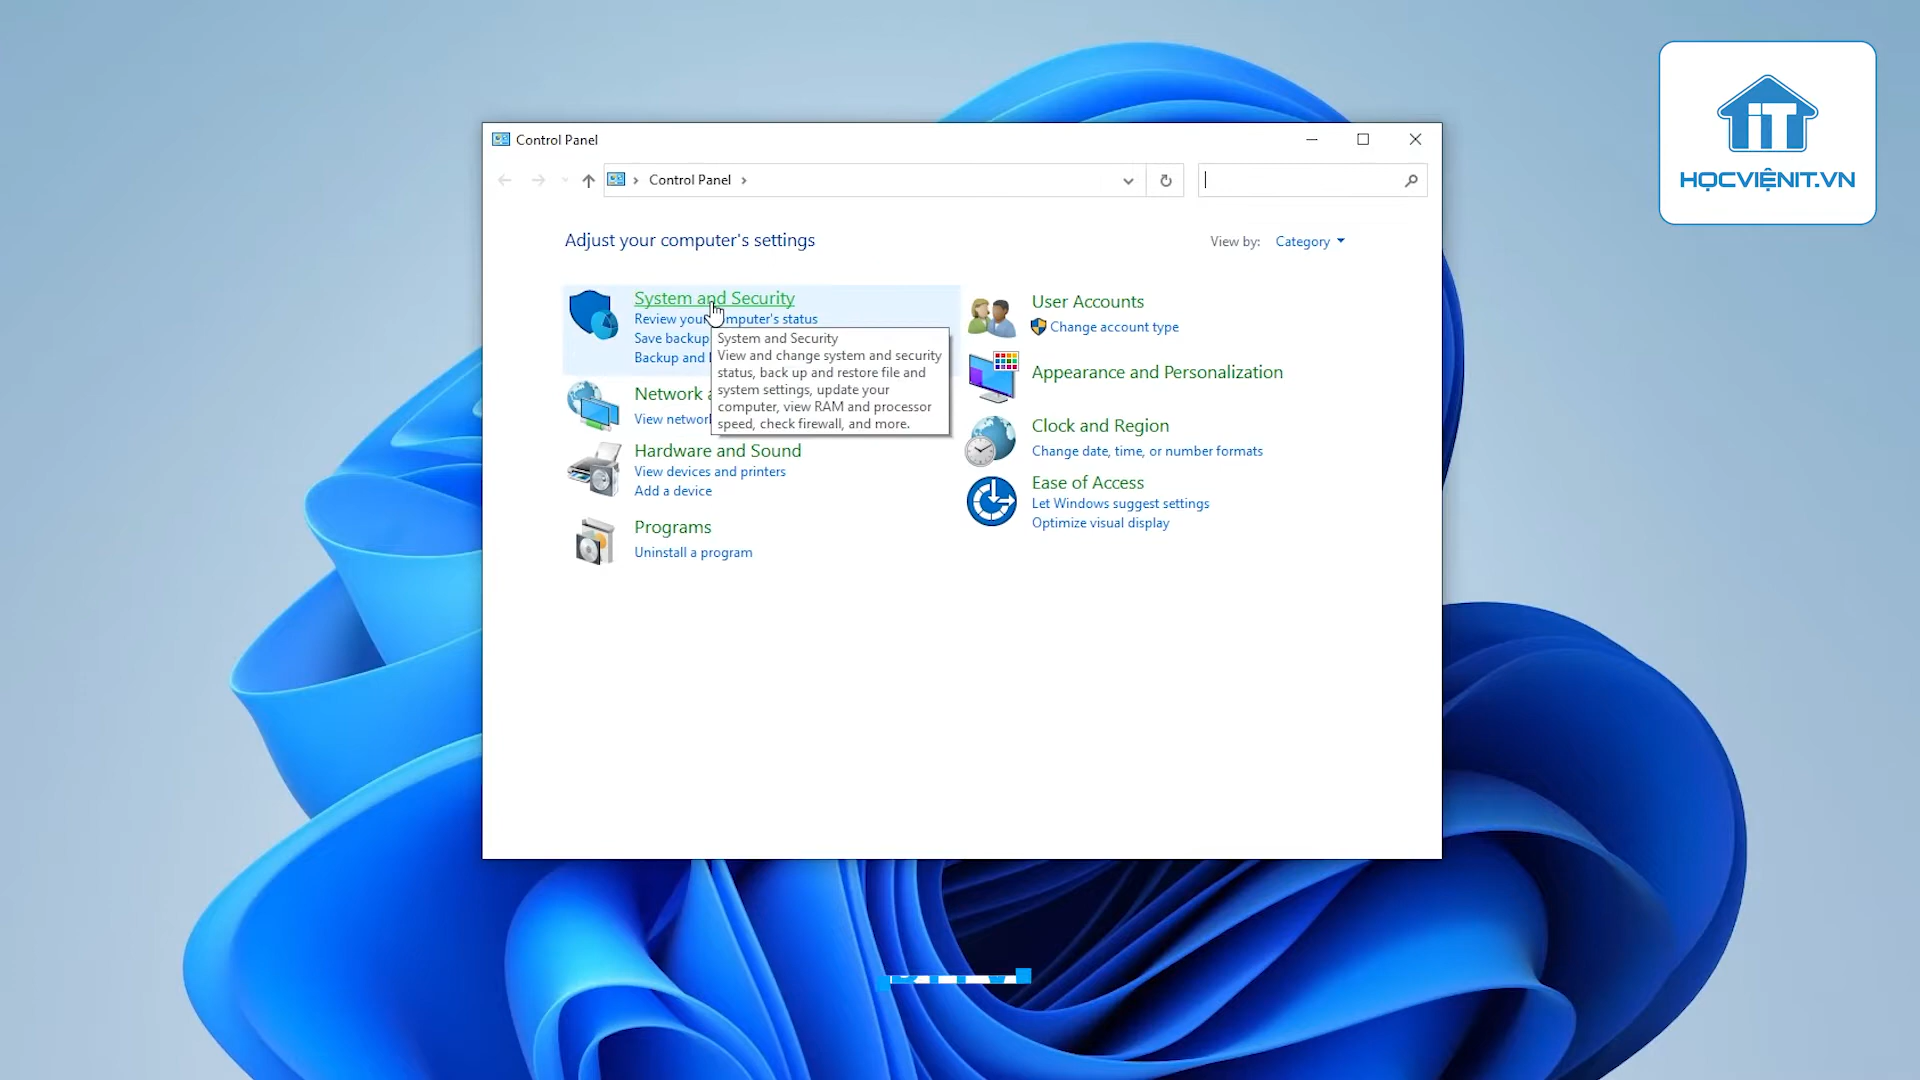 Control Panel
Control Panel
Adjust your computer's settings
View by: Category
System and Security
Review your computer's status
Save backup
Backup and
System and Security
View and change system and security
status, back up and restore file and
system settings, update your
computer, view RAM and processor
speed, check firewall, and more.
Network
View network
Hardware and Sound
View devices and printers
Add a device
Programs
Uninstall a program
User Accounts
Change account type
Appearance and Personalization
Clock and Region
Change date, time, or number formats
Ease of Access
Let Windows suggest settings
Optimize visual display
iT
HỌCVIỆNIT.VN